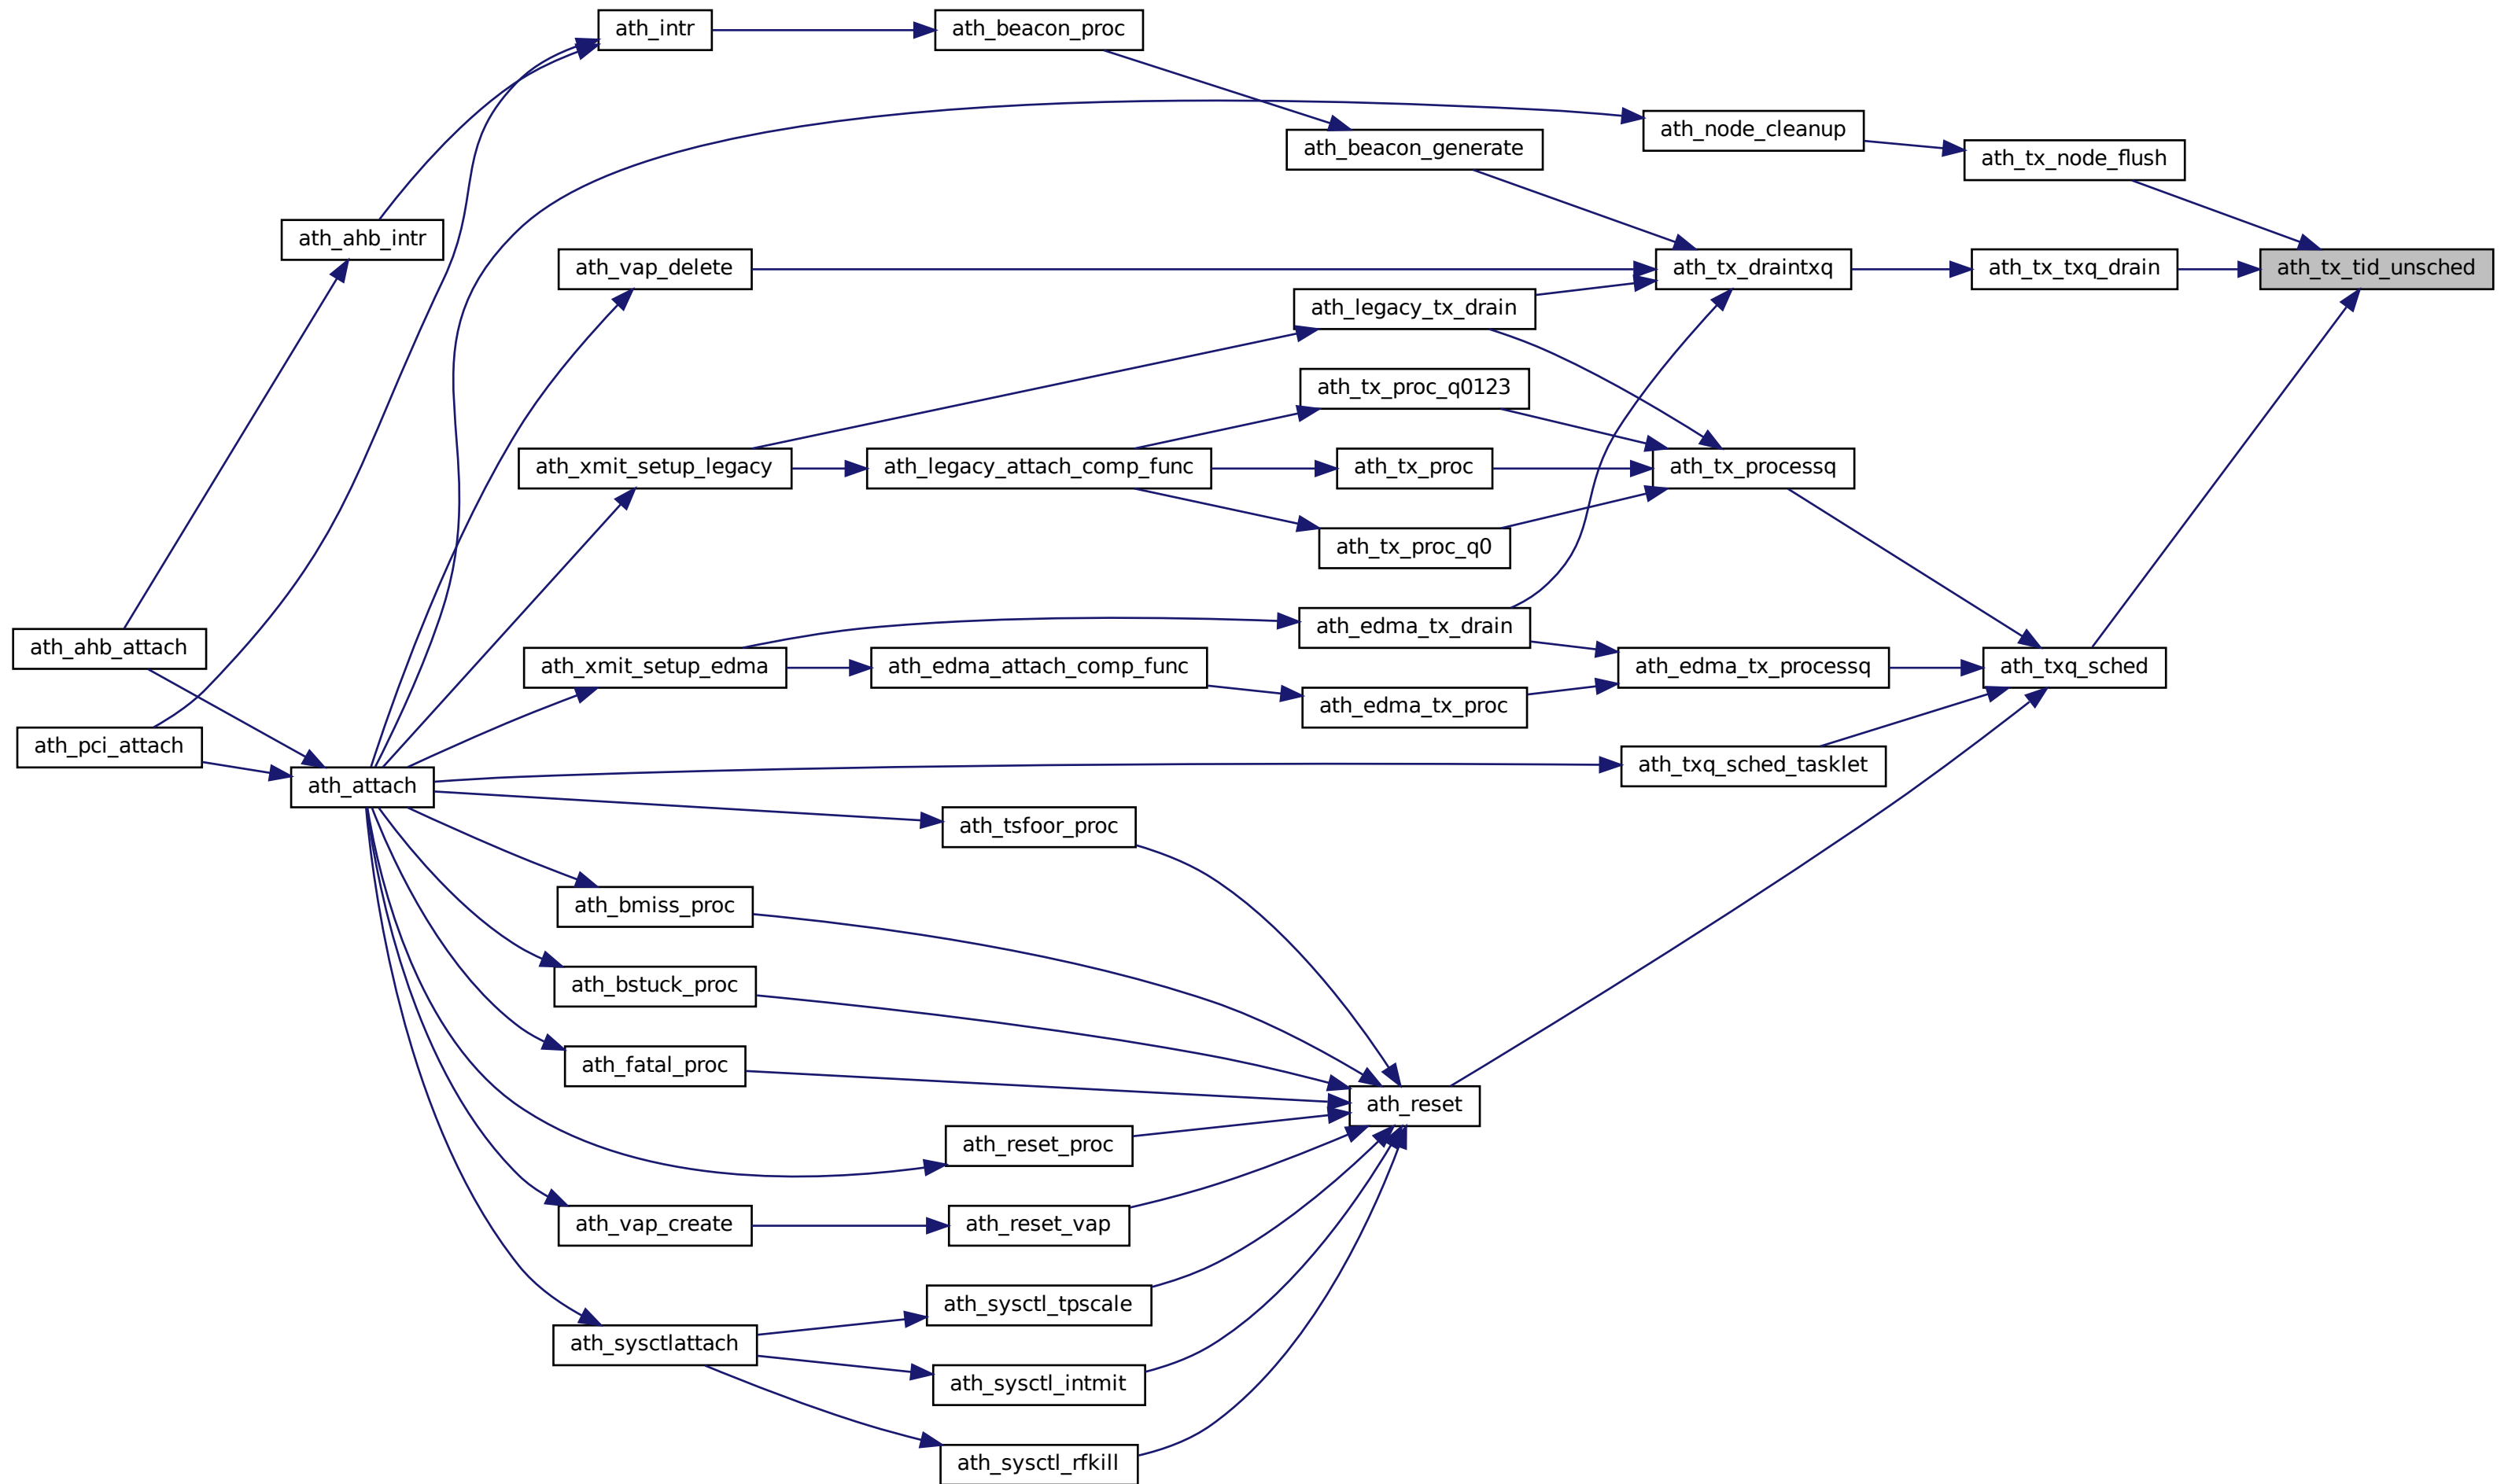 ath_intr
ath_beacon_proc
ath_node_cleanup
ath_beacon_generate
ath_tx_node_flush
ath_ahb_intr
ath_vap_delete
ath_tx_draintxq
ath_tx_txq_drain
ath_tx_tid_unsched
ath_legacy_tx_drain
ath_tx_proc_q0123
ath_xmit_setup_legacy
ath_legacy_attach_comp_func
ath_tx_proc
ath_tx_processq
ath_tx_proc_q0
ath_edma_tx_drain
ath_ahb_attach
ath_xmit_setup_edma
ath_edma_attach_comp_func
ath_edma_tx_processq
ath_txq_sched
ath_edma_tx_proc
ath_pci_attach
ath_txq_sched_tasklet
ath_attach
ath_tsfoor_proc
ath_bmiss_proc
ath_bstuck_proc
ath_fatal_proc
ath_reset
ath_reset_proc
ath_vap_create
ath_reset_vap
ath_sysctl_tpscale
ath_sysctlattach
ath_sysctl_intmit
ath_sysctl_rfkill